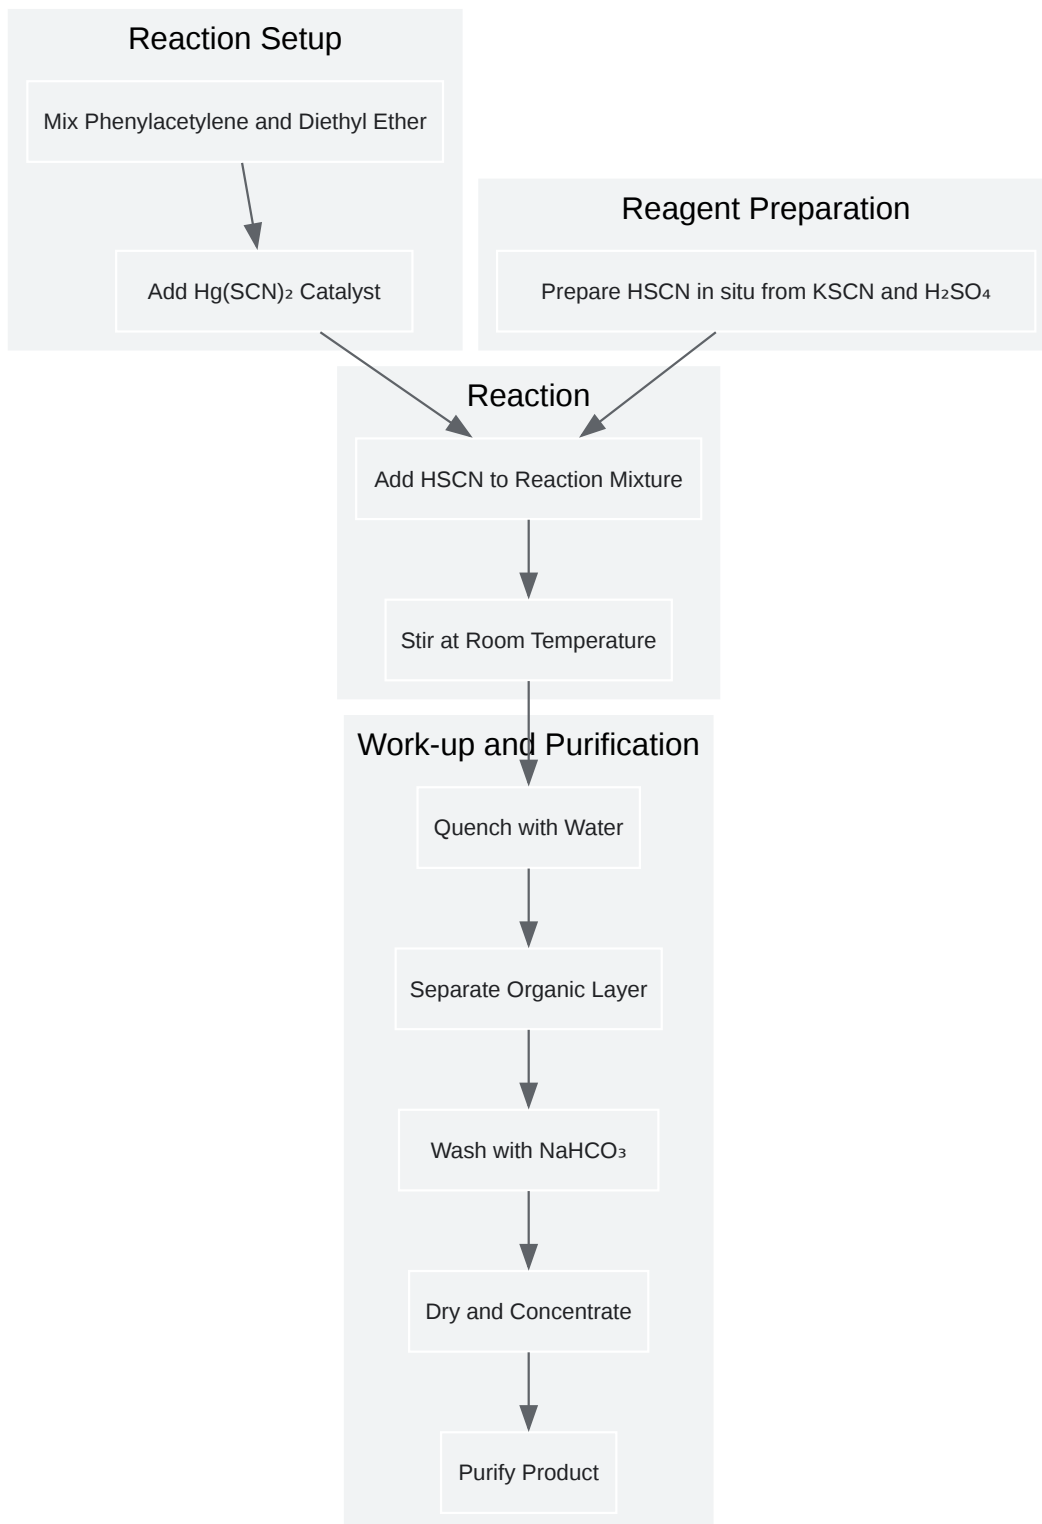 Reaction Setup
Mix Phenylacetylene and Diethyl Ether
Add Hg(SCN)₂ Catalyst
Reagent Preparation
Prepare HSCN in situ from KSCN and H₂SO₄
Reaction
Add HSCN to Reaction Mixture
Stir at Room Temperature
Work-up and Purification
Quench with Water
Separate Organic Layer
Wash with NaHCO₃
Dry and Concentrate
Purify Product